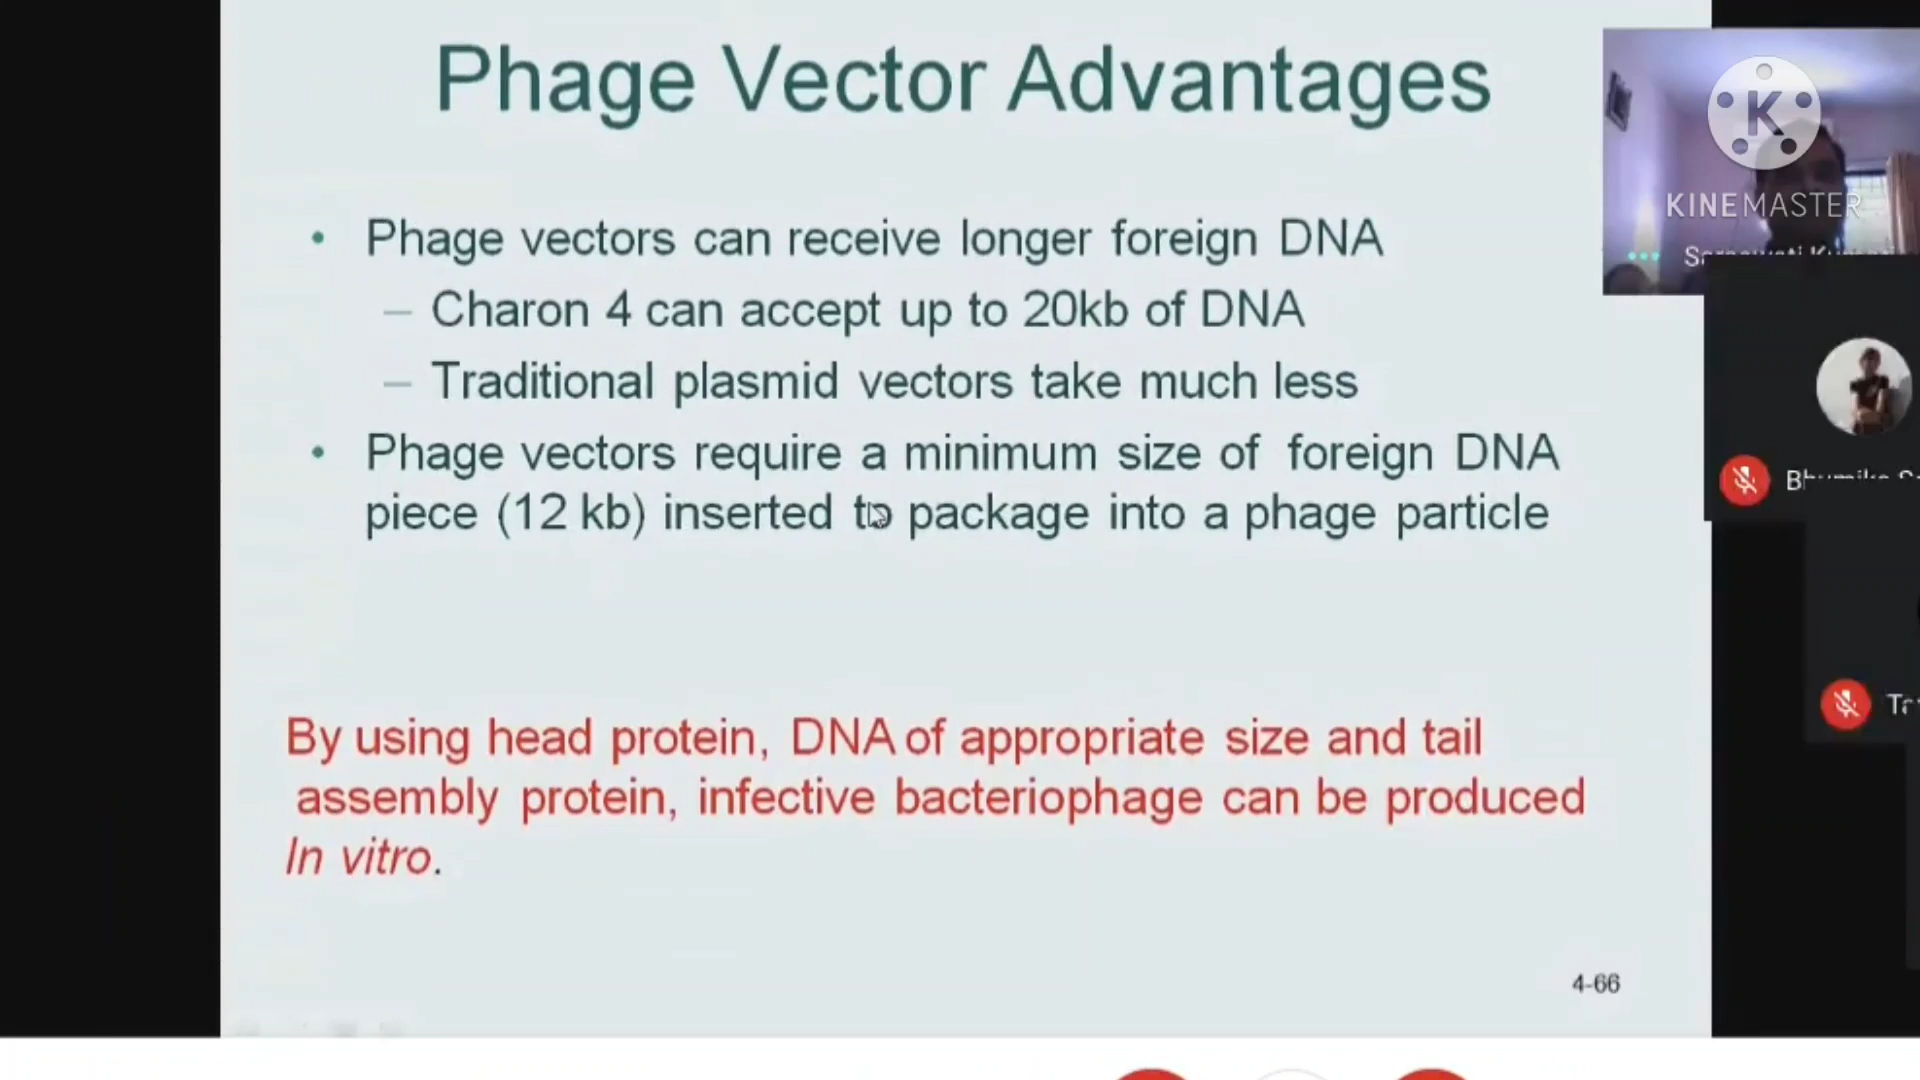 Phage Vector Advantages
• Phage vectors can receive longer foreign DNA
– Charon 4 can accept up to 20kb of DNA
– Traditional plasmid vectors take much less
• Phage vectors require a minimum size of foreign DNA
piece (12 kb) inserted to package into a phage particle
By using head protein, DNA of appropriate size and tail
assembly protein, infective bacteriophage can be produced
In vitro.
4-66
K
KINEMASTER